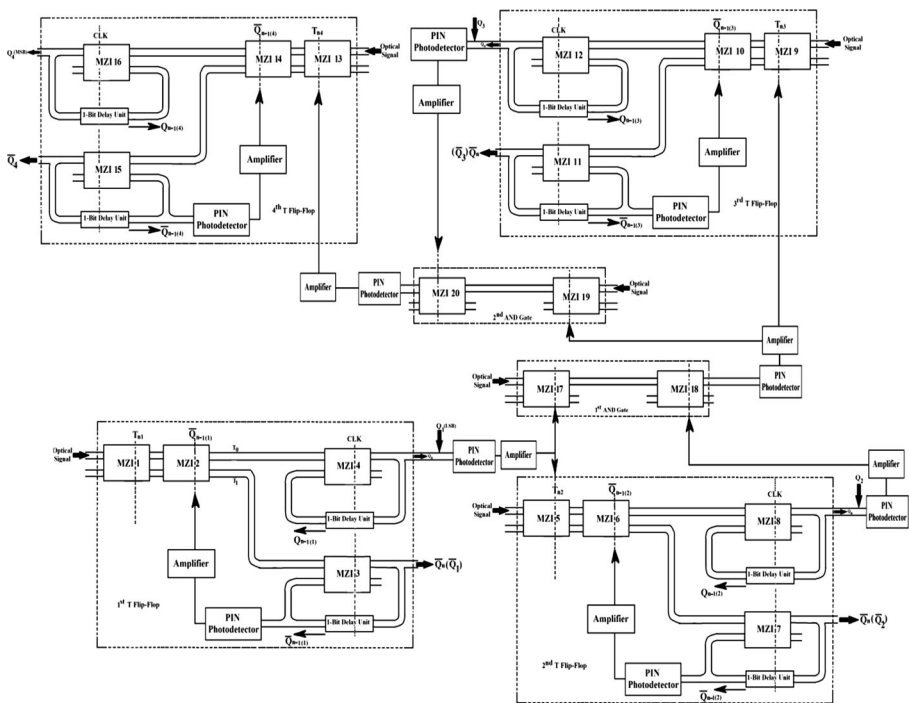 CLK
Q̄n-1(4)
Tn4
Q4(MSB)
MZI 16
MZI 14
MZI 13
Optical
Signal
1-Bit Delay Unit
Qn-1(4)
Q̄4
MZI 15
Amplifier
4th T Flip-Flop
PIN
Photodetector
1-Bit Delay Unit
Q̄n-1(4)
Q3
PIN
Photodetector
CLK
Q̄n-1(3)
Tn3
MZI 12
MZI 10
MZI 9
Optical
Signal
Amplifier
1-Bit Delay Unit
Qn-1(3)
(Q̄3)Q̄n
MZI 11
Amplifier
PIN
Photodetector
3rd T Flip-Flop
1-Bit Delay Unit
Q̄n-1(3)
Amplifier
PIN
Photodetector
MZI 20
MZI 19
Optical
Signal
2nd AND Gate
Amplifier
Optical
Signal
MZI 17
MZI 18
PIN
Photodetector
1st AND Gate
Tn1
Q̄n-1(1)
CLK
Q1(LSB)
Optical
Signal
MZI 1
MZI 2
T0
MZI 4
PIN
Photodetector
Amplifier
T1
1-Bit Delay Unit
Qn-1(1)
Amplifier
MZI 3
Q̄n(Q̄1)
1st T Flip-Flop
PIN
Photodetector
1-Bit Delay Unit
Q̄n-1(1)
Amplifier
Tn2
Q̄n-1(2)
CLK
Q2
Optical
Signal
MZI 5
MZI 6
MZI 8
PIN
Photodetector
1-Bit Delay Unit
Qn-1(2)
Amplifier
MZI 7
Q̄n(Q̄2)
2nd T Flip-Flop
PIN
Photodetector
1-Bit Delay Unit
Q̄n-1(2)